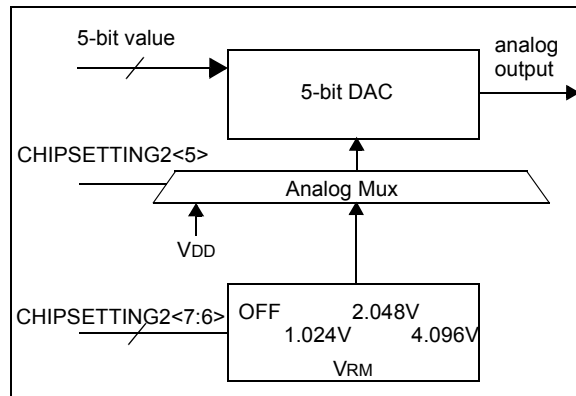 5-bit value
analog
output
5-bit DAC
CHIPSETTING2<5>
Analog Mux
VDD
CHIPSETTING2<7:6>
OFF 2.048V
1.024V 4.096V
VRM